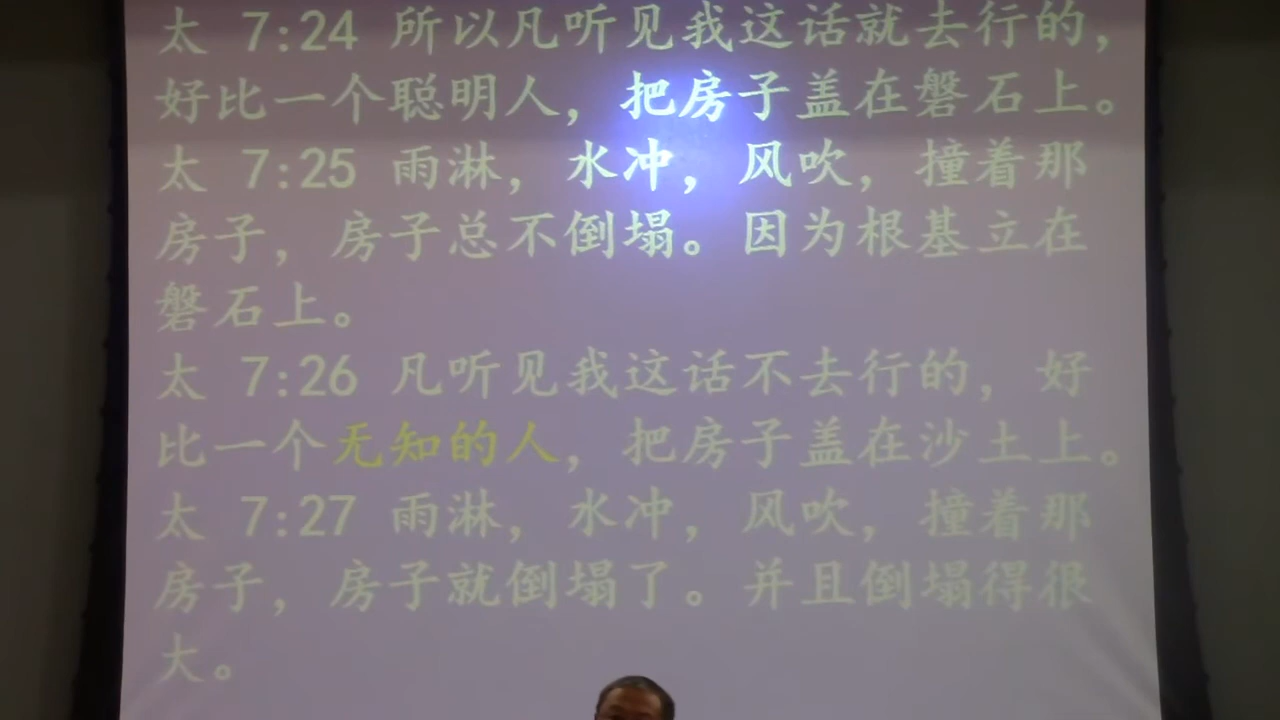 太 7:24 所以凡听见我这话就去行的，
好比一个聪明人，把房子盖在磐石上。
太 7:25 雨淋，水冲，风吹，撞着那
房子，房子总不倒塌。因为根基立在
磐石上。
太 7:26 凡听见我这话不去行的，好
比一个无知的人，把房子盖在沙土上。
太 7:27 雨淋，水冲，风吹，撞着那
房子，房子就倒塌了。并且倒塌得很
大。